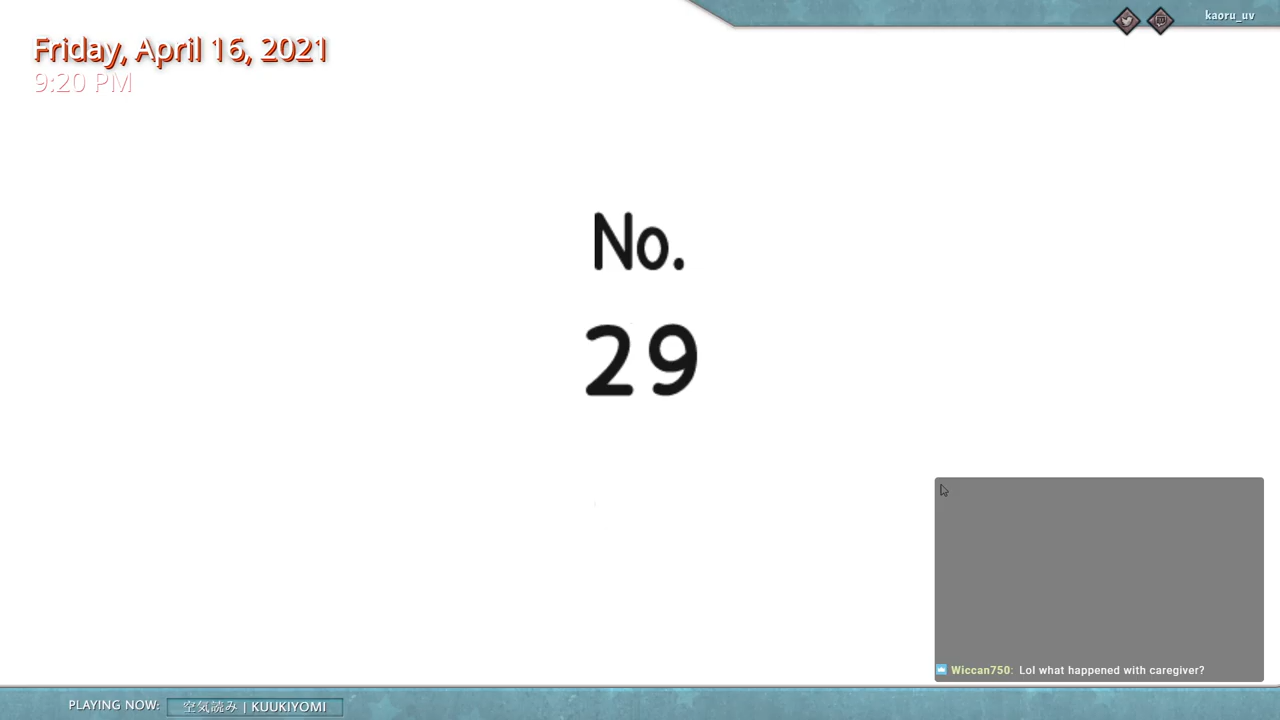 kaoru_uv
Friday, April 16, 2021
9:20 PM
No.
29
Wiccan750: Lol what happened with caregiver?
PLAYING NOW: 空気読み | KUUKIYOMI